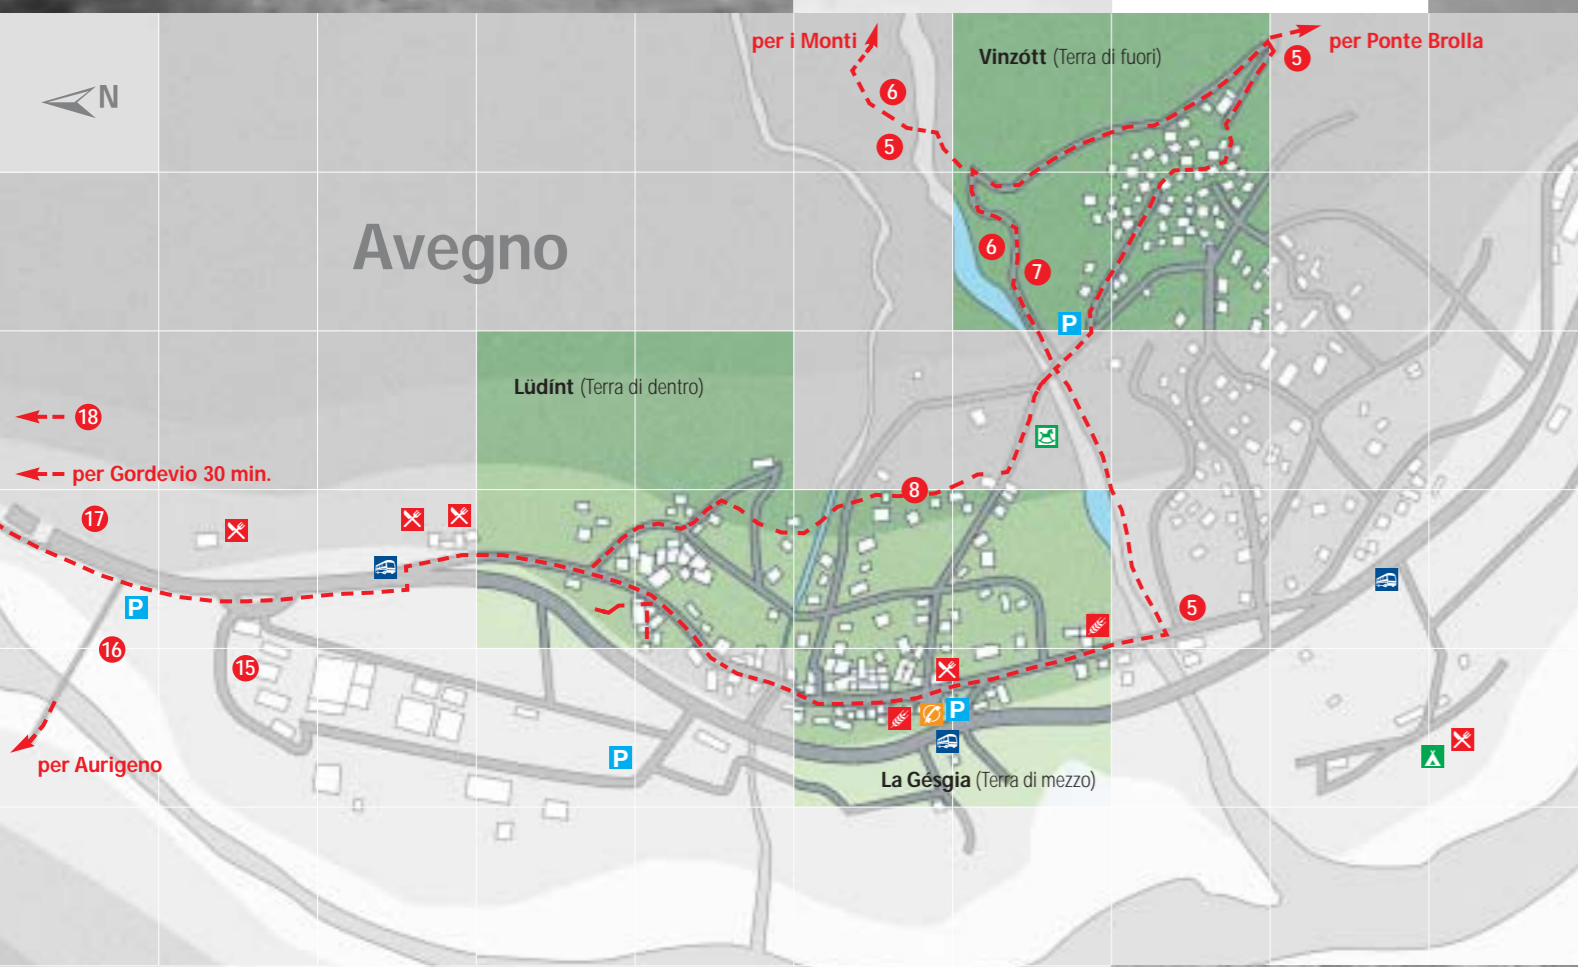 per i Monti
per Ponte Brolla
Vinzótt (Terra di fuori)
5
N
6
5
Avegno
6
7
P
Lüdínt (Terra di dentro)
18
per Gordevio 30 min.
17
8
P
5
16
15
P
P
per Aurigeno
La Gésgia (Terra di mezzo)